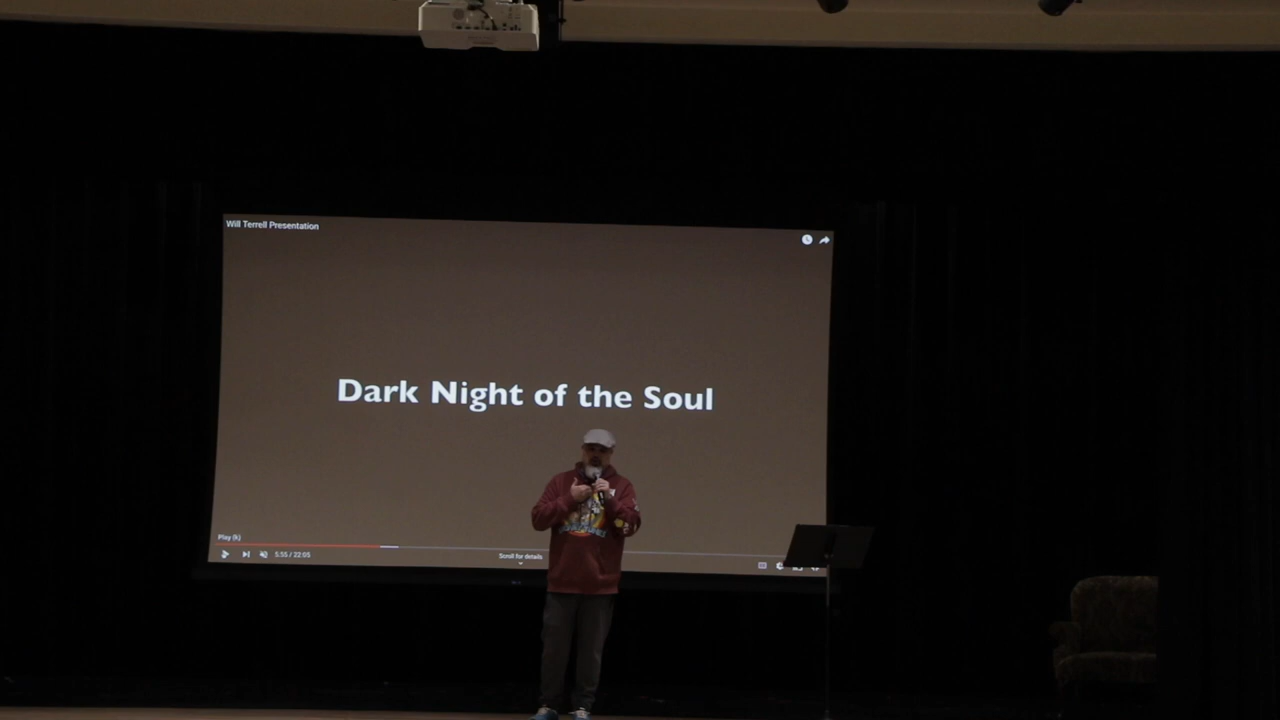 Will Terrell Presentation
Dark Night of the Soul
Play (k)
5:55 / 22:05
Scroll for details